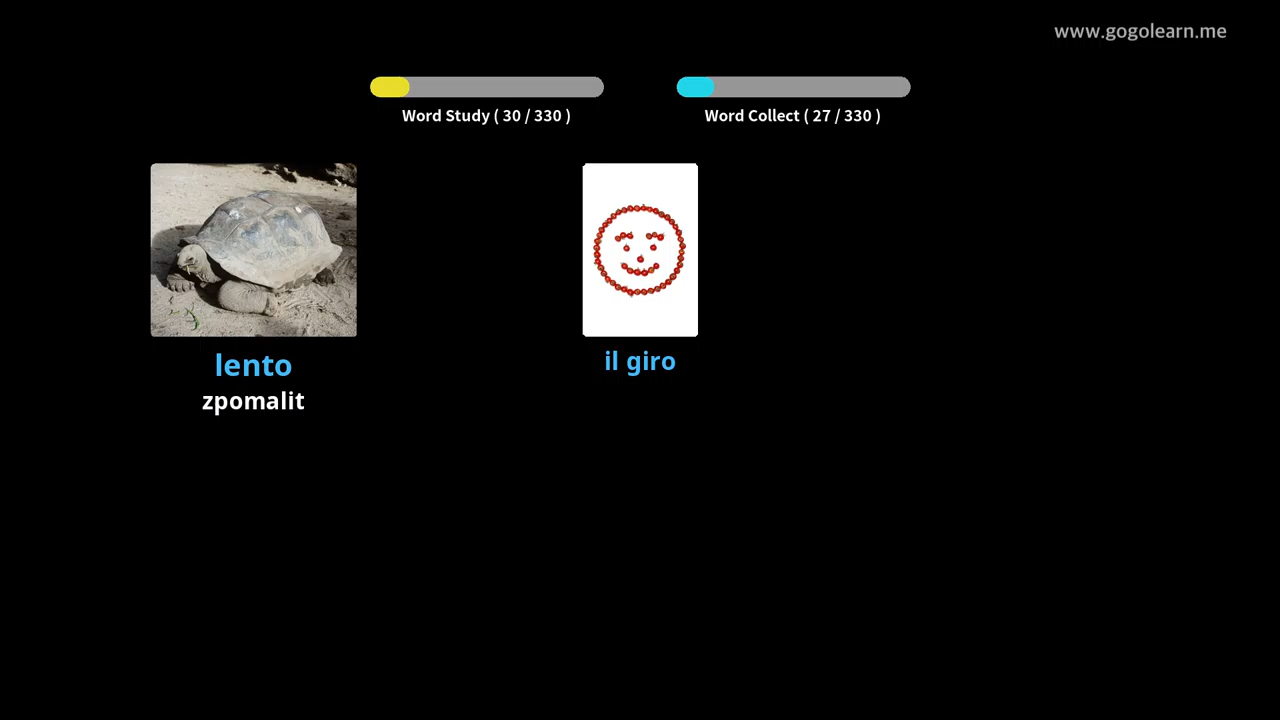 www.gogolearn.me
Word Study ( 30 / 330 )
Word Collect ( 27 / 330 )
lento
zpomalit
il giro